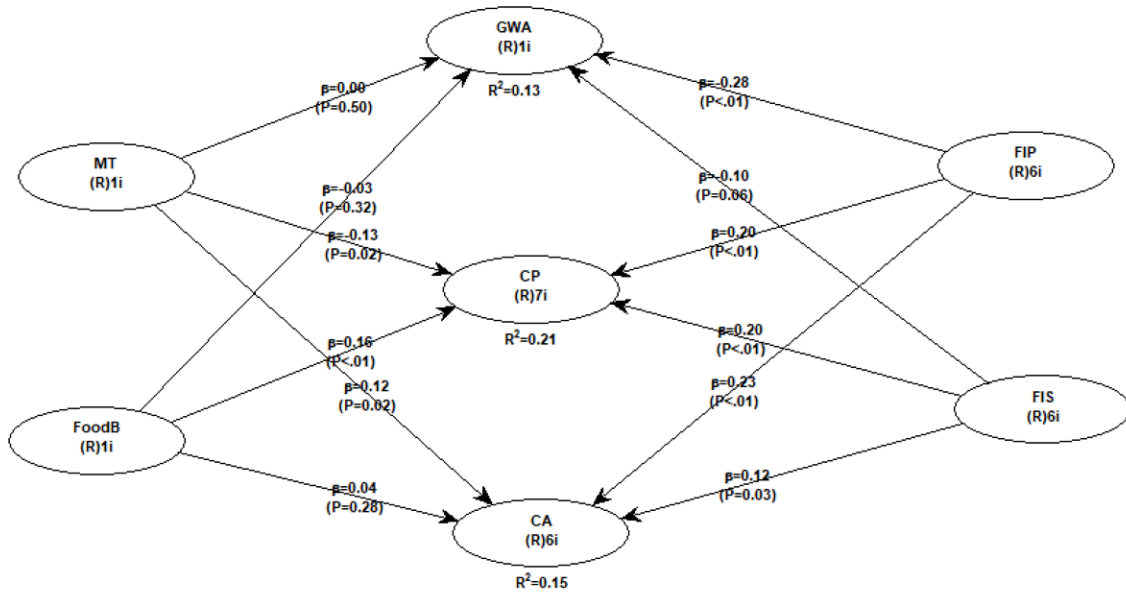 GWA
(R)1i
R²=0.13
β=0.00
(P=0.50)
β=-0.28
(P<.01)
MT
(R)1i
FIP
(R)6i
β=-0.03
(P=0.32)
β=-0.10
(P=0.06)
β=-0.13
(P=0.02)
β=0.20
(P<.01)
CP
(R)7i
R²=0.21
β=0.16
(P<.01)
β=0.20
(P<.01)
β=0.12
(P=0.02)
β=0.23
(P<.01)
FoodB
(R)1i
FIS
(R)6i
β=0.04
(P=0.28)
β=0.12
(P=0.03)
CA
(R)6i
R²=0.15